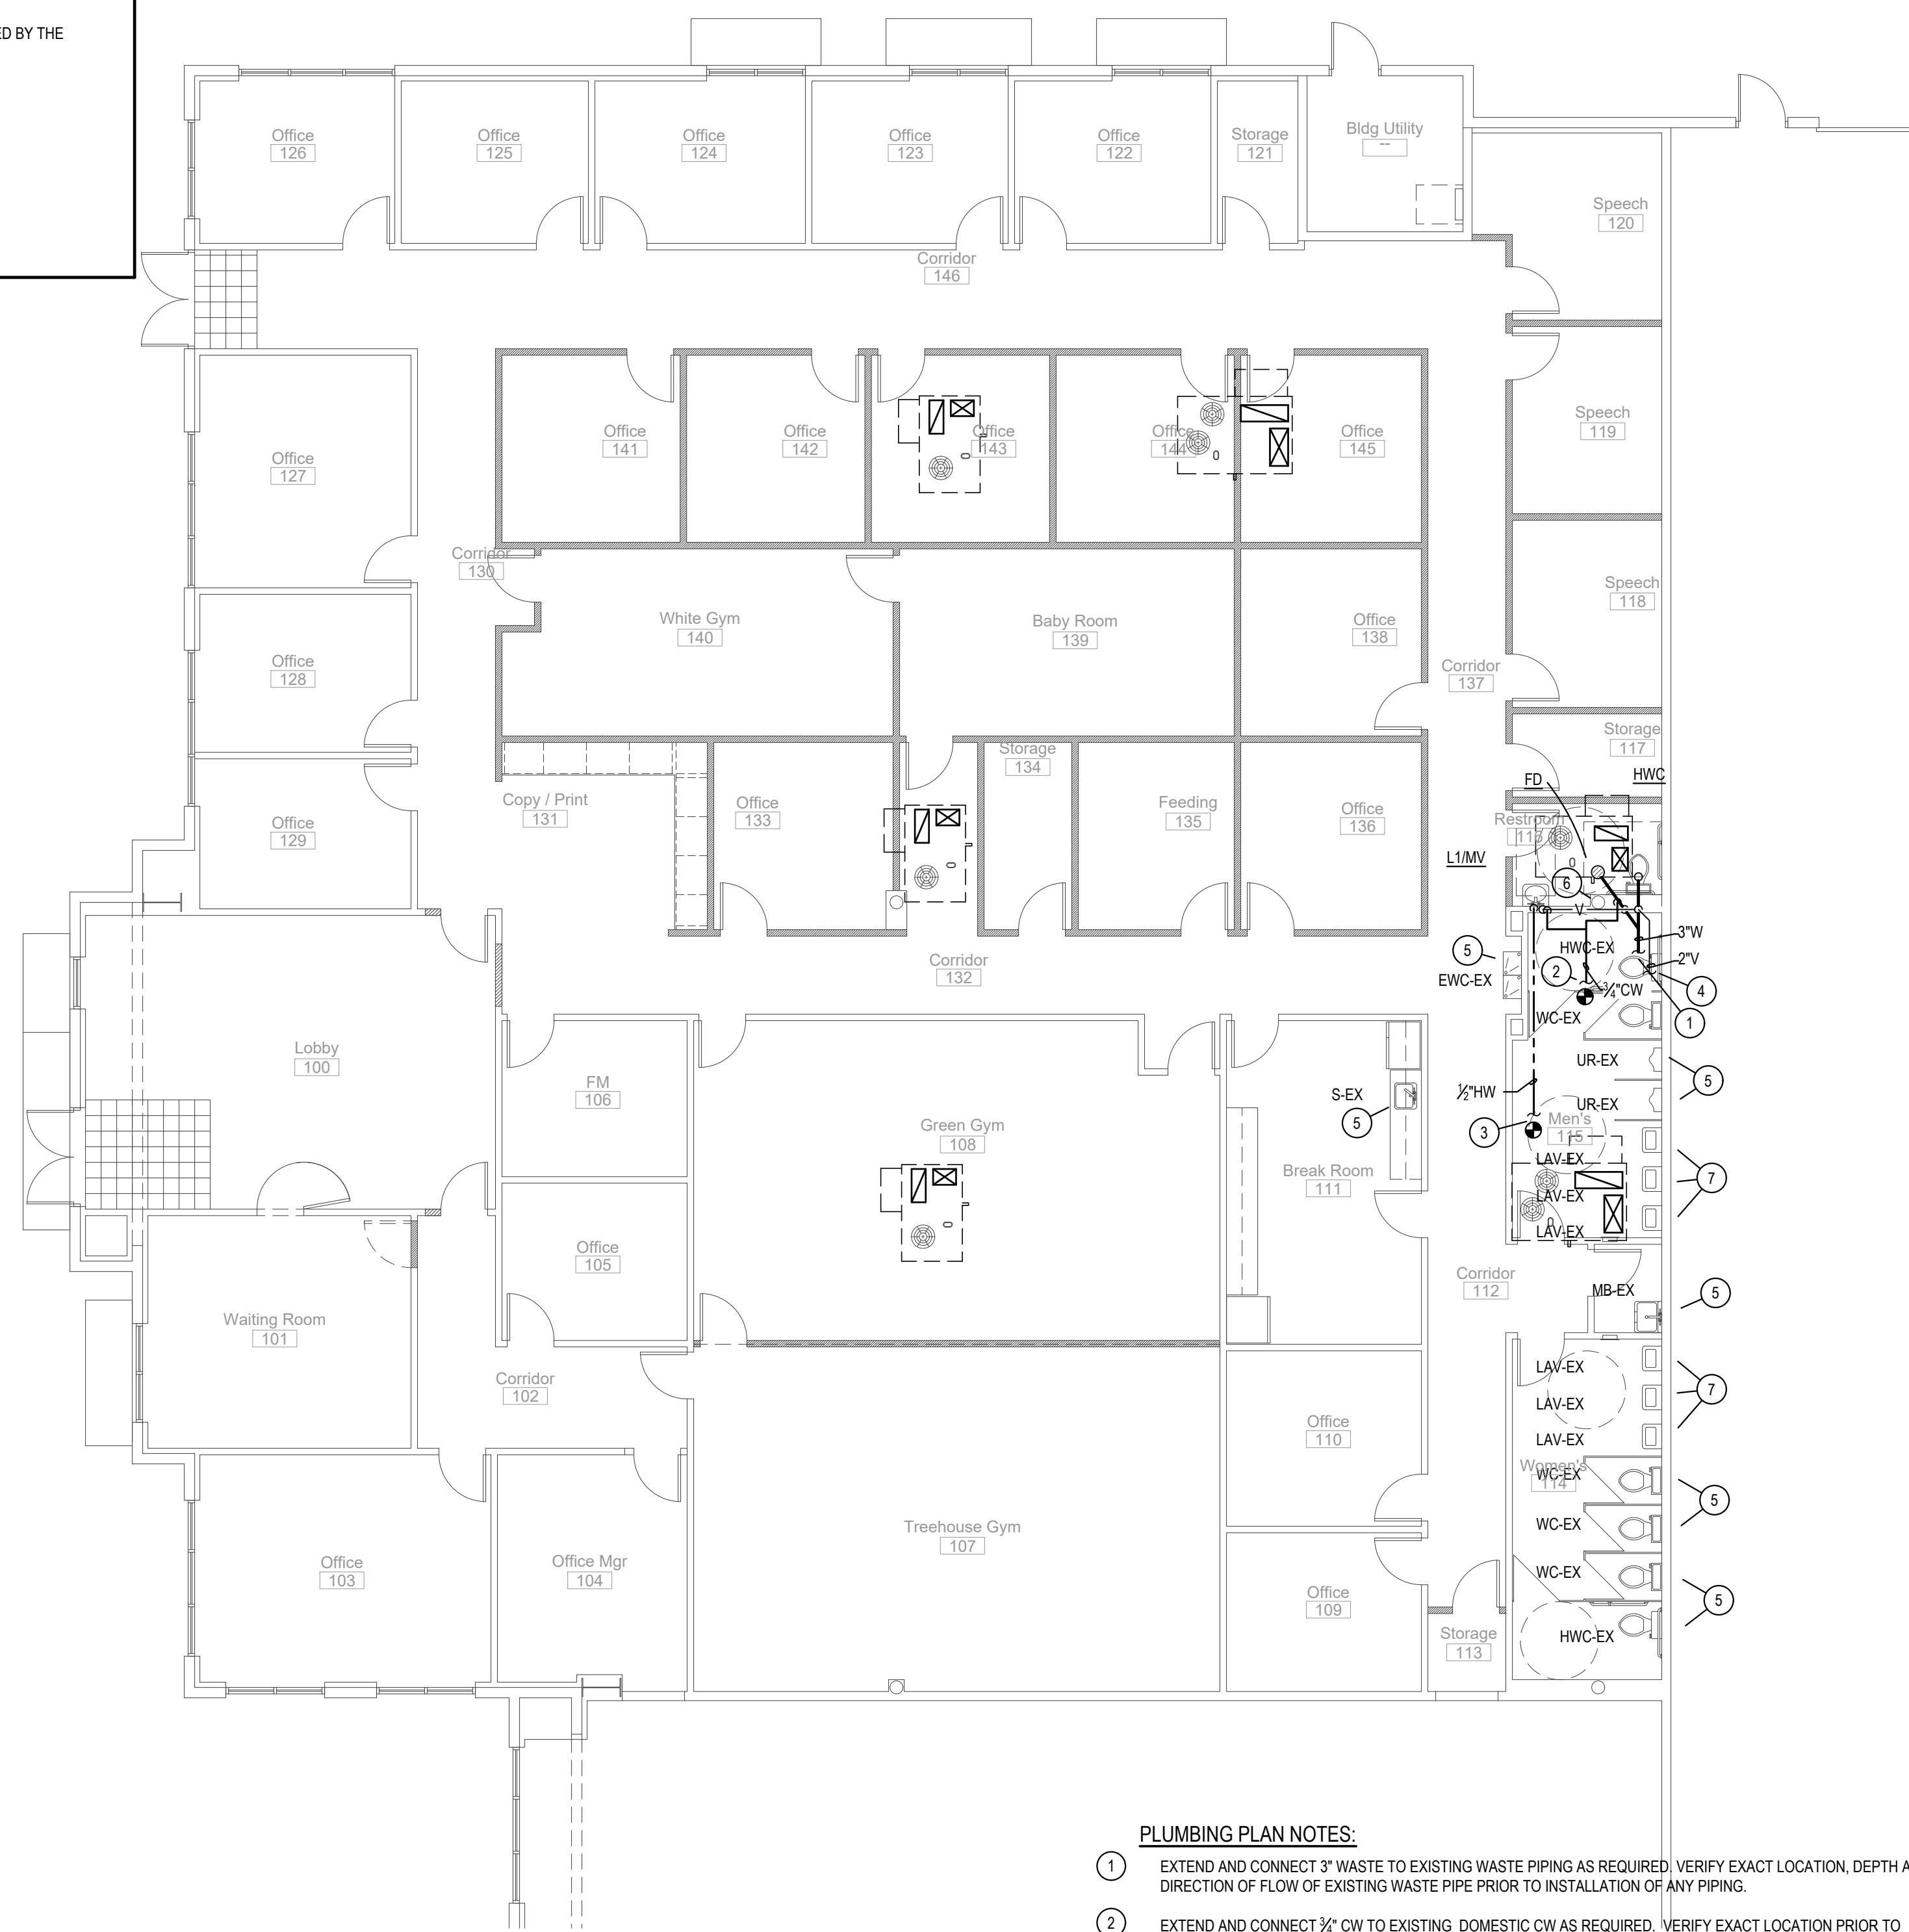 ED BY THE
Office
126
Office
125
Office
124
Office
123
Office
122
Storage
121
Bldg Utility
--
Speech
120
Corridor
146
Speech
119
Office
127
Office
141
Office
142
Office
143
Office
144
Office
145
Corridor
130
White Gym
140
Baby Room
139
Office
138
Speech
118
Office
128
Corridor
137
Storage
117
HWC
FD
Storage
134
Copy / Print
131
Office
133
Feeding
135
Office
136
Office
129
Restroom
L1/MV
6
V
3"W
HWC-EX
2"V
5
EWC-EX
2
¾"CW
4
WC-EX
1
Corridor
132
Lobby
100
FM
106
UR-EX
5
UR-EX
½"HW
3
Men's
115
S-EX
5
Green Gym
108
LAV-EX
LAV-EX
LAV-EX
7
Break Room
111
Office
105
Corridor
112
MB-EX
5
Waiting Room
101
Corridor
102
LAV-EX
LAV-EX
LAV-EX
7
Office
110
Women's
114
WC-EX
WC-EX
WC-EX
5
Treehouse Gym
107
Office
103
Office Mgr
104
Office
109
5
Storage
113
HWC-EX
PLUMBING PLAN NOTES:
1 EXTEND AND CONNECT 3" WASTE TO EXISTING WASTE PIPING AS REQUIRED. VERIFY EXACT LOCATION, DEPTH A
DIRECTION OF FLOW OF EXISTING WASTE PIPE PRIOR TO INSTALLATION OF ANY PIPING.
2 EXTEND AND CONNECT ¾" CW TO EXISTING DOMESTIC CW AS REQUIRED. VERIFY EXACT LOCATION PRIOR TO